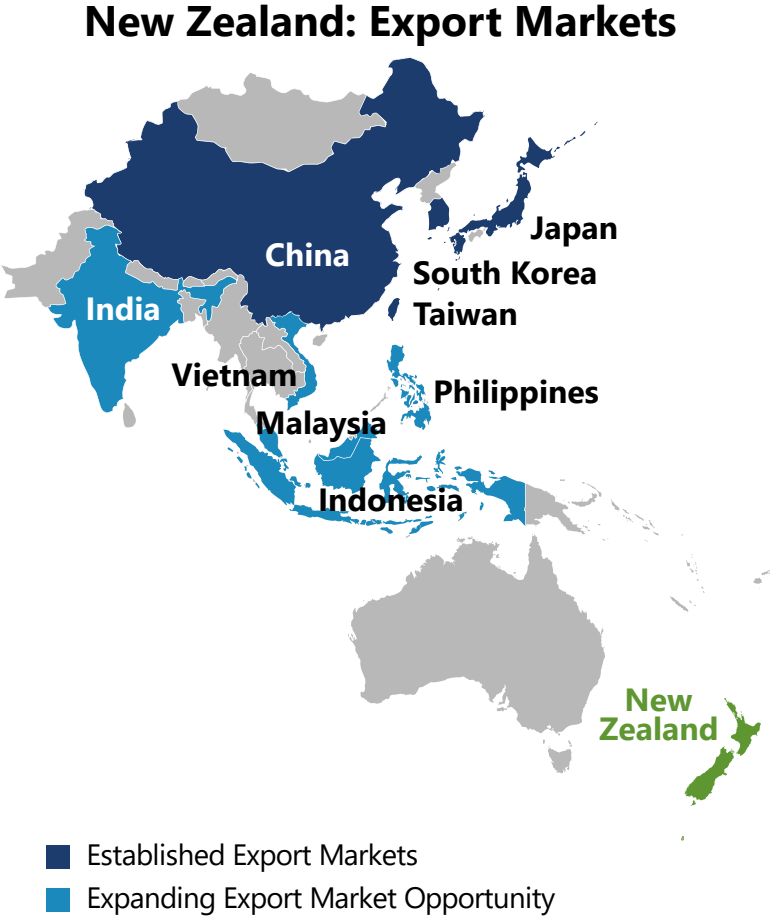 New Zealand: Export Markets
Japan
China
South Korea
India
Taiwan
Vietnam
Philippines
Malaysia
Indonesia
New
Zealand
Established Export Markets
Expanding Export Market Opportunity